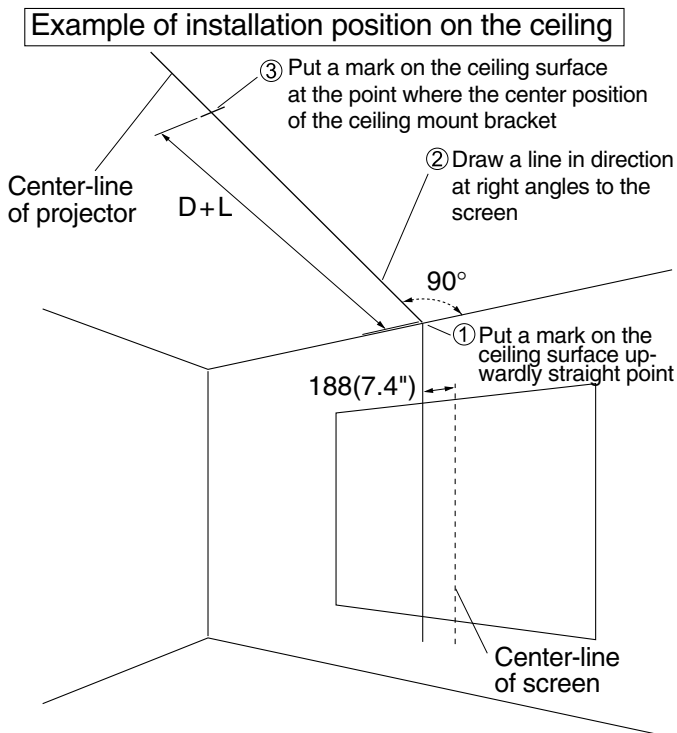 Example of installation position on the ceiling
③ Put a mark on the ceiling surface
at the point where the center position
of the ceiling mount bracket
② Draw a line in direction
at right angles to the
screen
Center-line
of projector
D+L
90°
① Put a mark on the
ceiling surface up-
wardly straight point
188(7.4")
Center-line
of screen